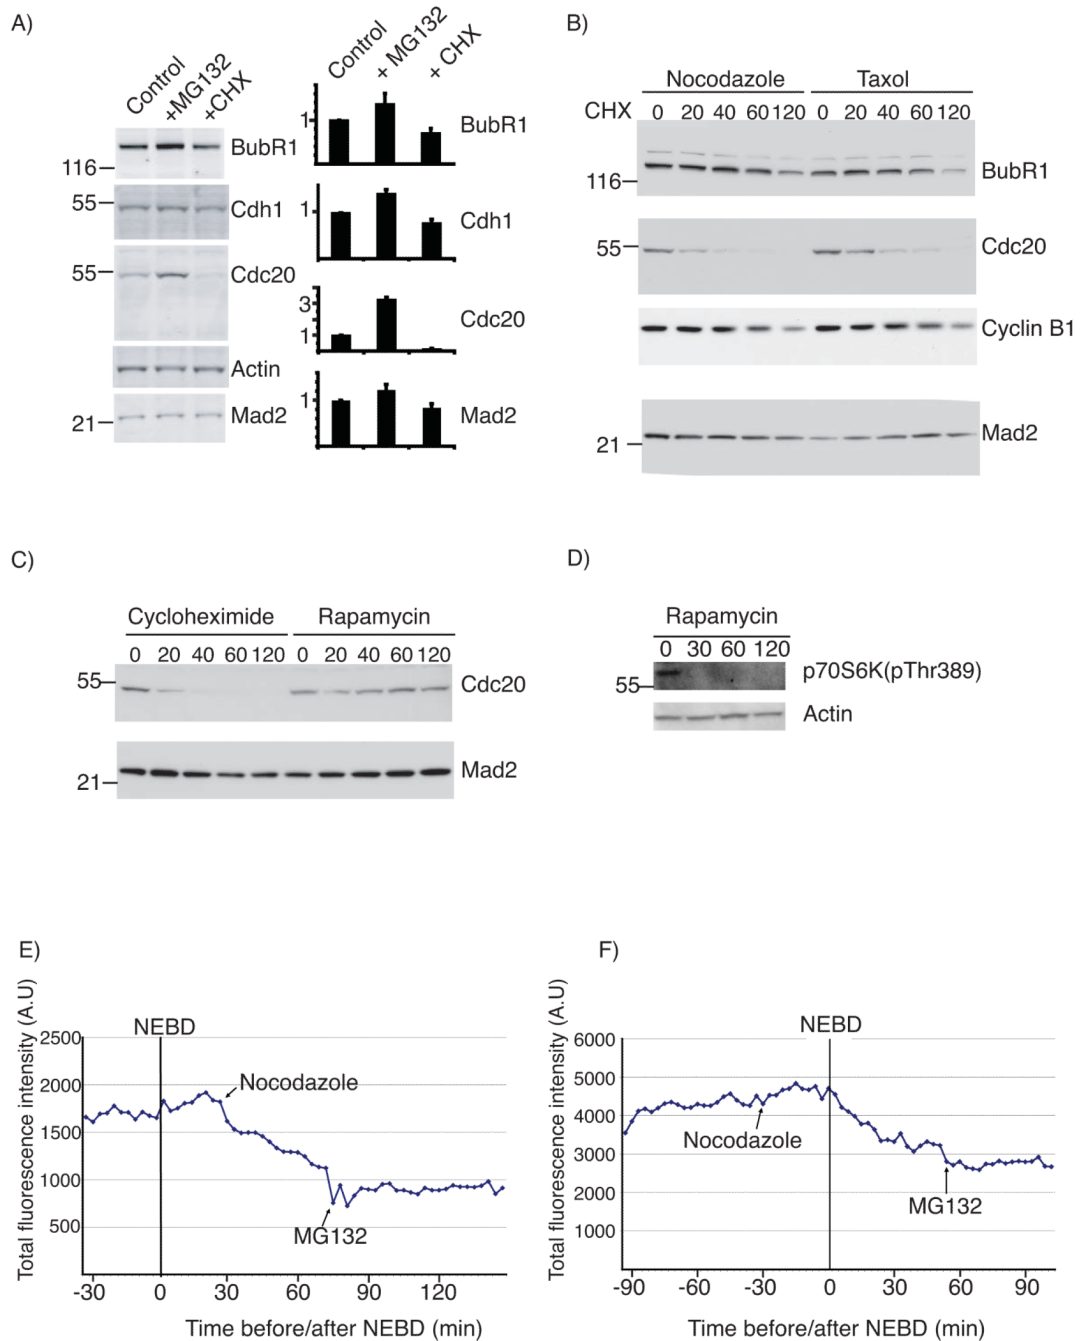 A)
Control
+MG132
+CHX
BubR1
116
55
Cdh1
55
Cdc20
Actin
21
Mad2
Control
+ MG132
+ CHX
1
BubR1
1
Cdh1
3
1
Cdc20
1
Mad2
B)
Nocodazole Taxol
CHX 0 20 40 60 120 0 20 40 60 120
116
BubR1
55
Cdc20
Cyclin B1
21
Mad2
C)
Cycloheximide Rapamycin
0 20 40 60 120 0 20 40 60 120
55
Cdc20
21
Mad2
D)
Rapamycin
0 30 60 120
55
p70S6K(pThr389)
Actin
E)
Total fluorescence intensity (A.U)
NEBD
2500
2000
1500
1000
500
Nocodazole
MG132
-30 0 30 60 90 120
Time before/after NEBD (min)
F)
Total fluorescence intensity (A.U)
NEBD
6000
5000
4000
3000
2000
1000
Nocodazole
MG132
-90 -60 -30 0 30 60 90
Time before/after NEBD (min)